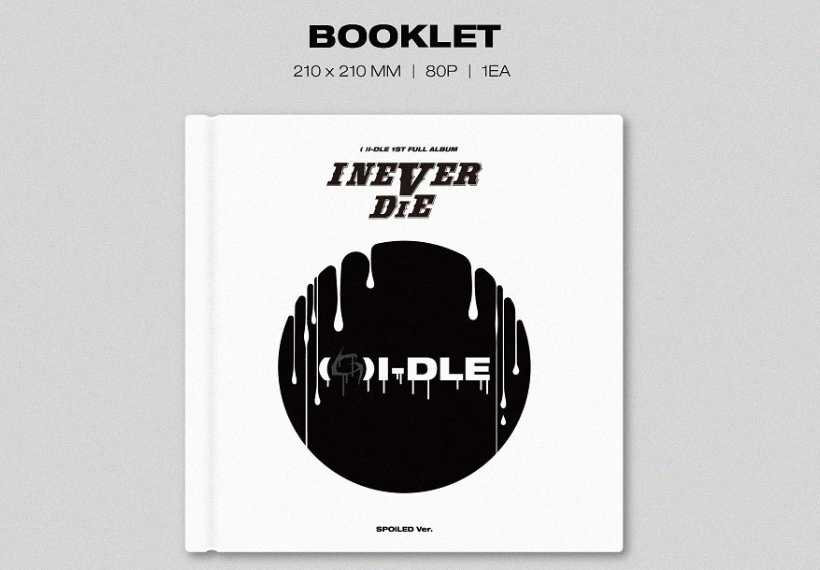 BOOKLET
210 x 210 MM | 80P | 1EA
( )I-DLE 1ST FULL ALBUM
I NEVER
DIE
(G)I-DLE
SPOiLED Ver.